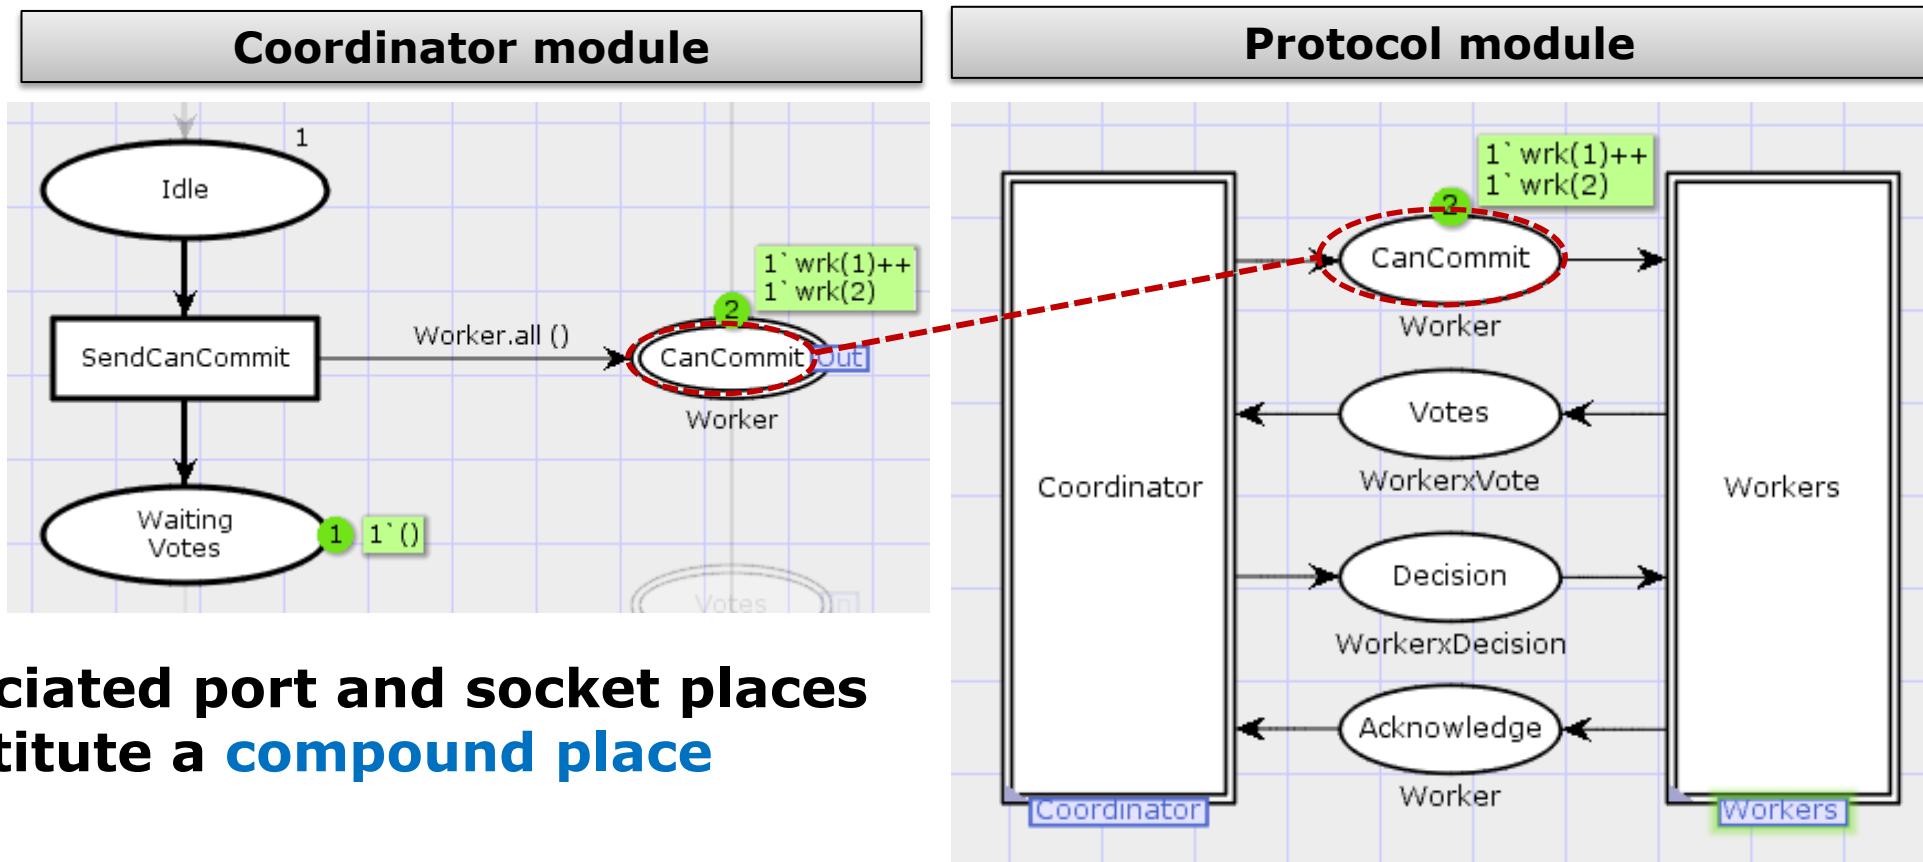 Coordinator module
Protocol module
1
Idle
1`wrk(1)++
1`wrk(2)
2
Worker.all ()
SendCanCommit
CanCommit
Out
Worker
Waiting
Votes
1
1`()
Votes
1`wrk(1)++
1`wrk(2)
2
CanCommit
Worker
Votes
WorkerxVote
Coordinator
Workers
Decision
WorkerxDecision
Acknowledge
Worker
Coordinator
Workers
ciated port and socket places
titute a compound place